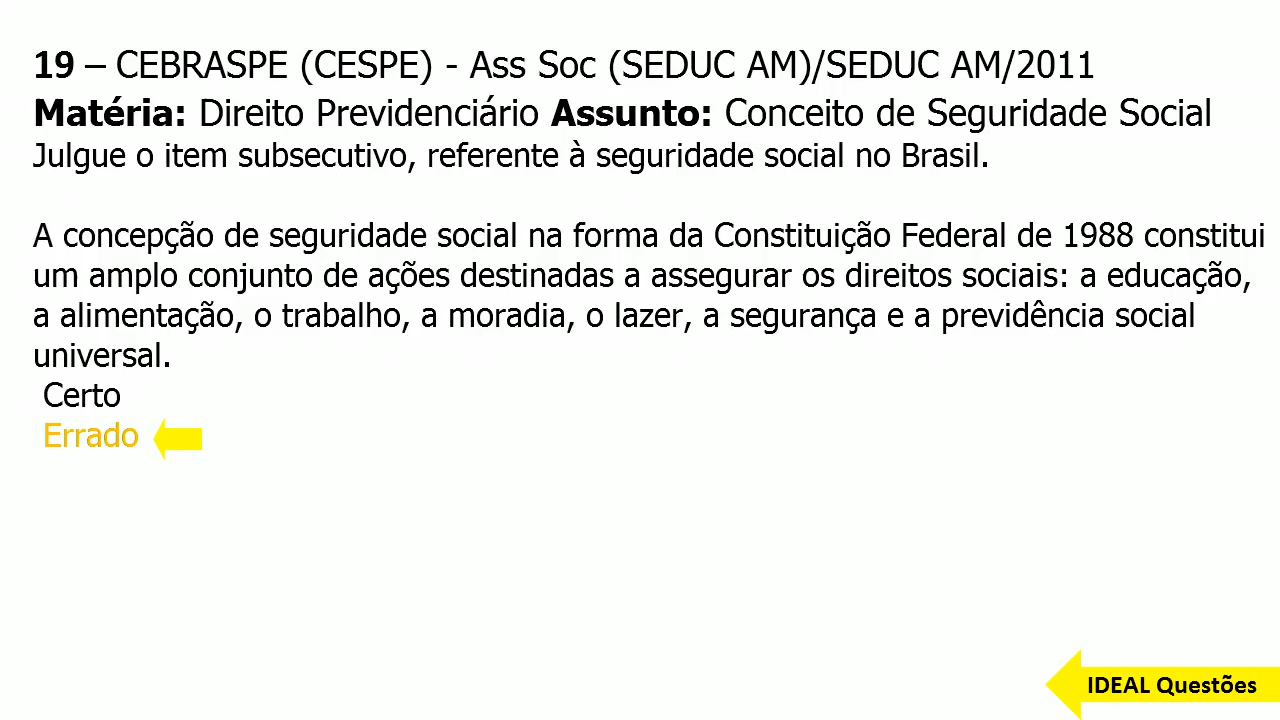 19 – CEBRASPE (CESPE) - Ass Soc (SEDUC AM)/SEDUC AM/2011
Matéria: Direito Previdenciário Assunto: Conceito de Seguridade Social
Julgue o item subsecutivo, referente à seguridade social no Brasil.
A concepção de seguridade social na forma da Constituição Federal de 1988 constitui
um amplo conjunto de ações destinadas a assegurar os direitos sociais: a educação,
a alimentação, o trabalho, a moradia, o lazer, a segurança e a previdência social
universal.
Certo
Errado
IDEAL Questões